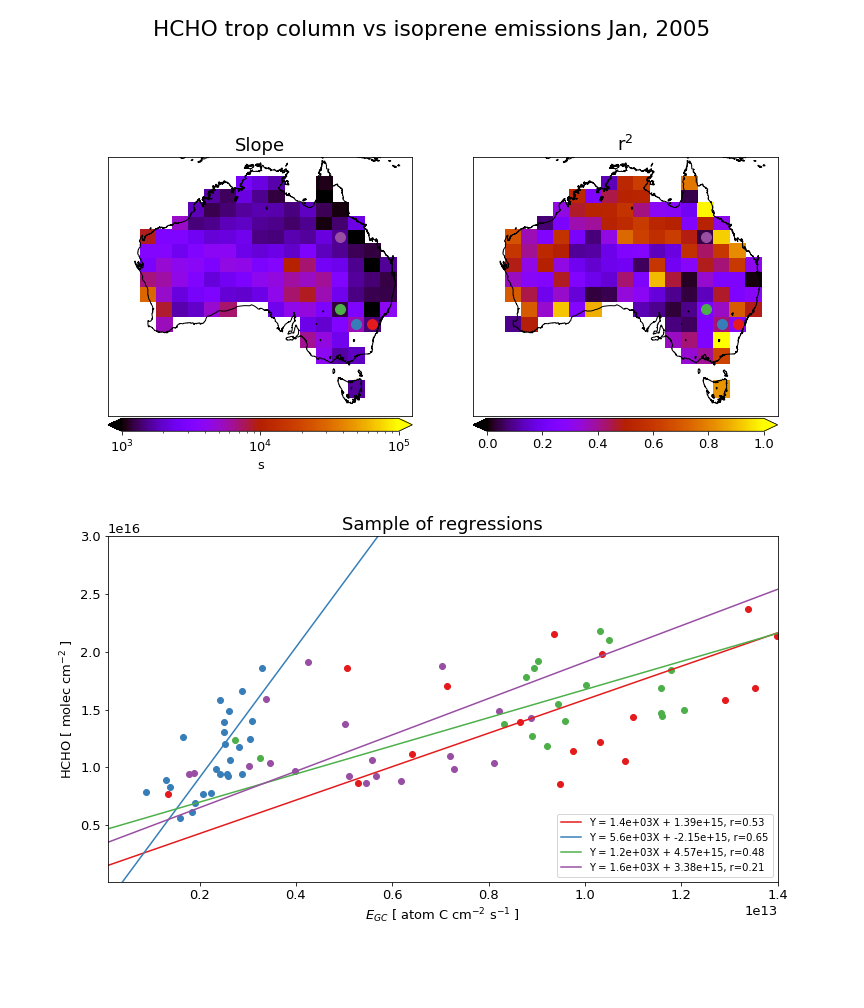 HCHO trop column vs isoprene emissions Jan, 2005
Slope
r²
10³ 10⁴ 10⁵
s
0.0 0.2 0.4 0.6 0.8 1.0
Sample of regressions
1e16
3.0
2.5
2.0
1.5
1.0
0.5
HCHO [ molec cm⁻² ]
Y = 1.4e+03X + 1.39e+15, r=0.53
Y = 5.6e+03X + -2.15e+15, r=0.65
Y = 1.2e+03X + 4.57e+15, r=0.48
Y = 1.6e+03X + 3.38e+15, r=0.21
0.2 0.4 0.6 0.8 1.0 1.2 1.4
1e13
E_GC [ atom C cm⁻² s⁻¹ ]